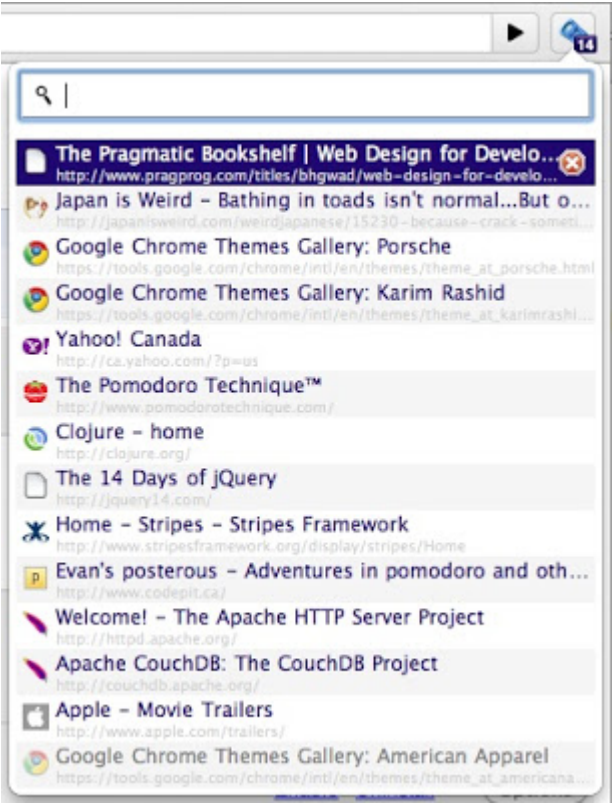 14
The Pragmatic Bookshelf | Web Design for Develo...
http://www.pragprog.com/titles/bhgwad/web-design-for-develo...
Japan is Weird – Bathing in toads isn't normal...But o...
http://japanisweird.com/weirdjapanese/15230-because-crack-someti...
Google Chrome Themes Gallery: Porsche
https://tools.google.com/chrome/intl/en/themes/theme_at_porsche.html
Google Chrome Themes Gallery: Karim Rashid
https://tools.google.com/chrome/intl/en/themes/theme_at_karimrashi...
Yahoo! Canada
http://ca.yahoo.com/?p=us
The Pomodoro Technique™
http://www.pomodorotechnique.com/
Clojure – home
http://clojure.org/
The 14 Days of jQuery
http://jquery14.com/
Home – Stripes – Stripes Framework
http://www.stripesframework.org/display/stripes/Home
P
Evan's posterous – Adventures in pomodoro and oth...
http://www.codepit.ca/
Welcome! – The Apache HTTP Server Project
http://httpd.apache.org/
Apache CouchDB: The CouchDB Project
http://couchdb.apache.org/
Apple – Movie Trailers
http://www.apple.com/trailers/
Google Chrome Themes Gallery: American Apparel
https://tools.google.com/chrome/intl/en/themes/theme_at_americana...